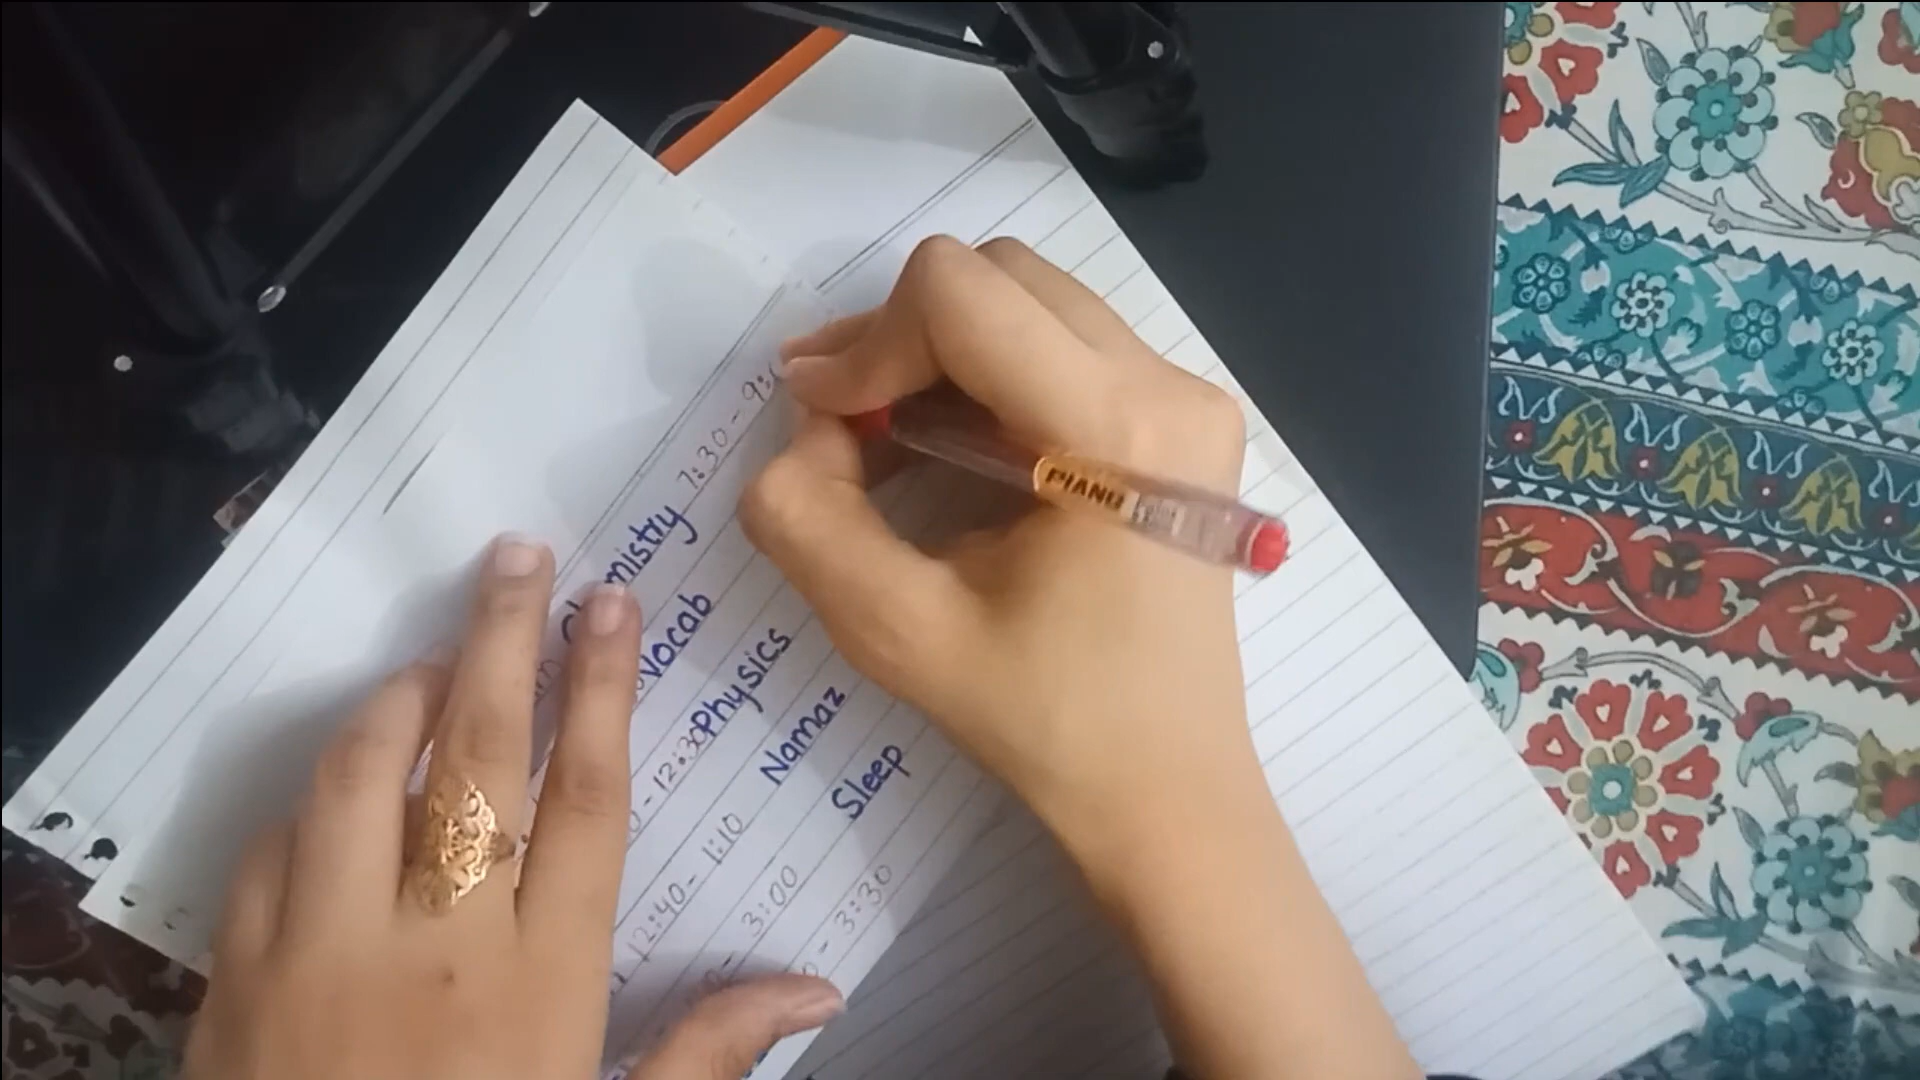 Chemistry 7:30 - 9:
Vocab
- 12:30 Physics
12:40 - 1:10 Namaz
- 3:00 Sleep
- 3:30
PIANO